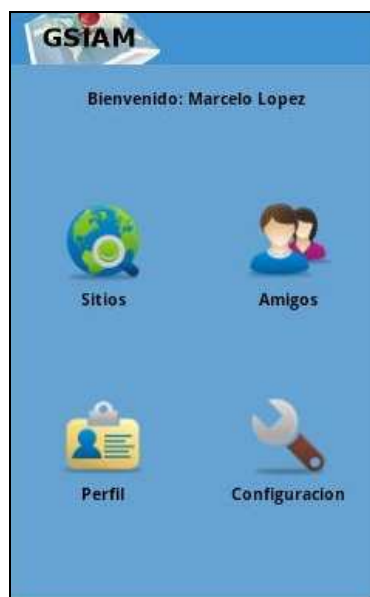 GSIAM
Bienvenido: Marcelo Lopez
Sitios
Amigos
Perfil
Configuracion